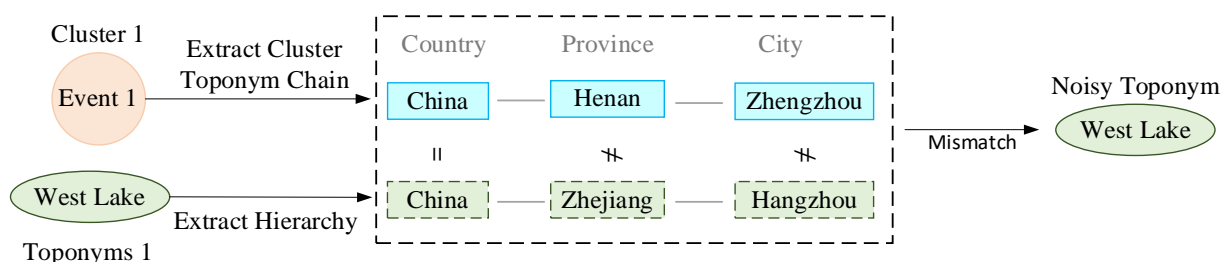 Cluster 1
Event 1
Extract Cluster
Toponym Chain
Country Province City
China Henan Zhengzhou
= ≠ ≠
China Zhejiang Hangzhou
West Lake
Extract Hierarchy
Toponyms 1
Mismatch
Noisy Toponym
West Lake